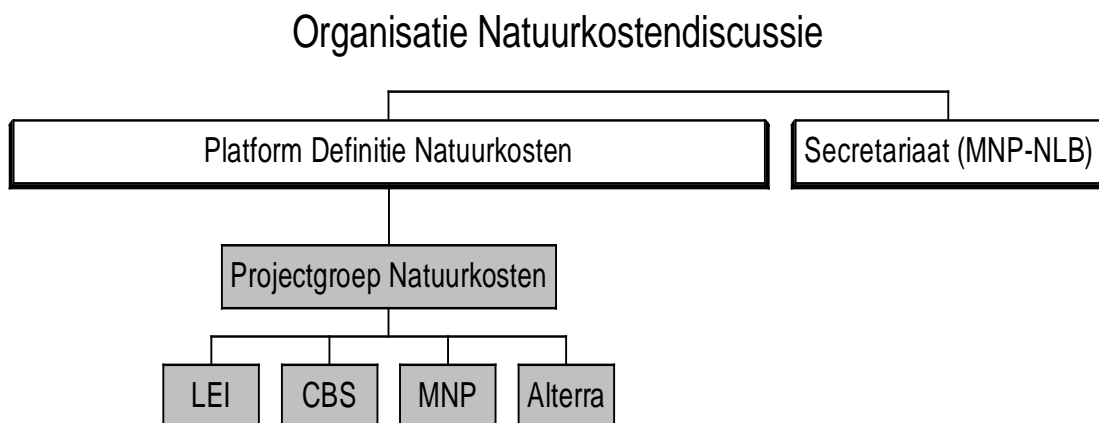 Organisatie Natuurkostendiscussie
Platform Definitie Natuurkosten
Secretariaat (MNP-NLB)
Projectgroep Natuurkosten
LEI
CBS
MNP
Alterra